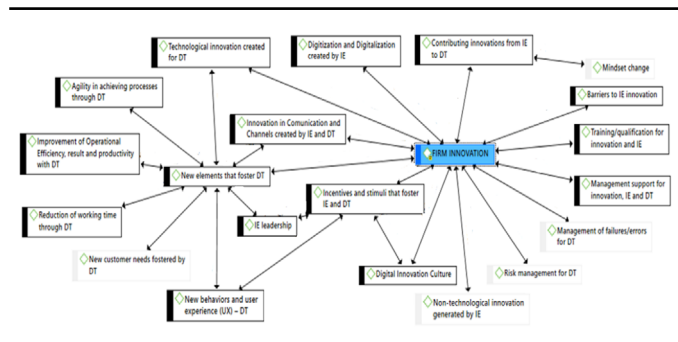 Technological innovation created
for DT
Digitization and Digitalization
created by IE
Contributing innovations from IE
to DT
Mindset change
Agility in achieving processes
through DT
Barriers to IE innovation
Innovation in Comunication and
Channels created by IE and DT
Training/qualification for
innovation and IE
Improvement of Operational
Efficiency, result and productivity
with DT
FIRM INNOVATION
New elements that foster DT
Incentives and stimuli that foster
IE and DT
Management support for
innovation, IE and DT
Reduction of working time
through DT
IE leadership
Management of failures/errors
for DT
New customer needs fostered by
DT
Digital Innovation Culture
Risk management for DT
New behaviors and user
experience (UX) – DT
Non-technological innovation
generated by IE